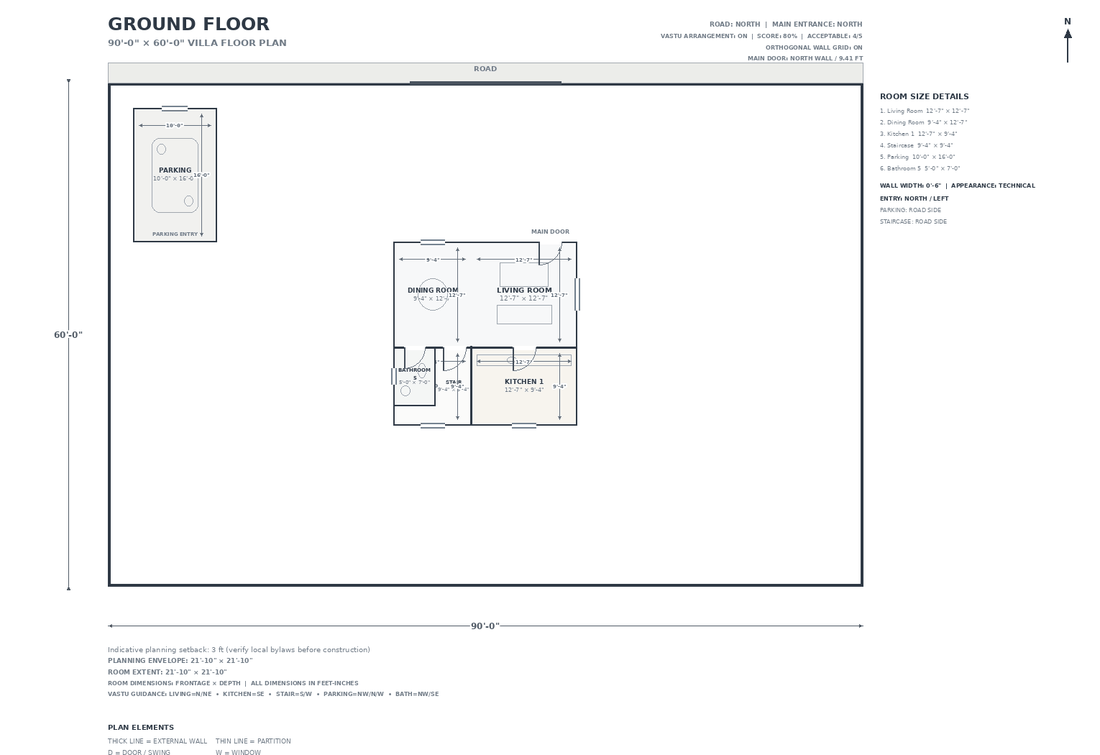 GROUND FLOOR
90'-0" × 60'-0" VILLA FLOOR PLAN
ROAD: NORTH | MAIN ENTRANCE: NORTH
VASTU ARRANGEMENT: ON | SCORE: 80% | ACCEPTABLE: 4/5
ORTHOGONAL WALL GRID: ON
MAIN DOOR: NORTH WALL / 9.41 FT
N
ROAD
ROOM SIZE DETAILS
1. Living Room 12'-7" × 12'-7"
2. Dining Room 9'-4" × 12'-7"
3. Kitchen 1 12'-7" × 9'-4"
4. Staircase 9'-4" × 9'-4"
5. Parking 10'-0" × 16'-0"
6. Bathroom 5 5'-0" × 7'-0"
WALL WIDTH: 0'-6" | APPEARANCE: TECHNICAL
ENTRY: NORTH / LEFT
PARKING: ROAD SIDE
STAIRCASE: ROAD SIDE
10'-0"
PARKING
10'-0" × 16'-0"
16'-0"
PARKING ENTRY
MAIN DOOR
9'-4"
12'-7"
DINING ROOM
9'-4" × 12'-7"
12'-7"
LIVING ROOM
12'-7" × 12'-7"
12'-7"
60'-0"
BATHROOM
5
5'-0" × 7'-0"
STAIR
9'-4"
12'-7"
KITCHEN 1
12'-7" × 9'-4"
9'-4"
90'-0"
Indicative planning setback: 3 ft (verify local bylaws before construction)
PLANNING ENVELOPE: 21'-10" × 21'-10"
ROOM EXTENT: 21'-10" × 21'-10"
ROOM DIMENSIONS: FRONTAGE × DEPTH | ALL DIMENSIONS IN FEET-INCHES
VASTU GUIDANCE: LIVING=N/NE • KITCHEN=SE • STAIR=S/W • PARKING=NW/N/W • BATH=NW/SE
PLAN ELEMENTS
THICK LINE = EXTERNAL WALL THIN LINE = PARTITION
D = DOOR / SWING W = WINDOW